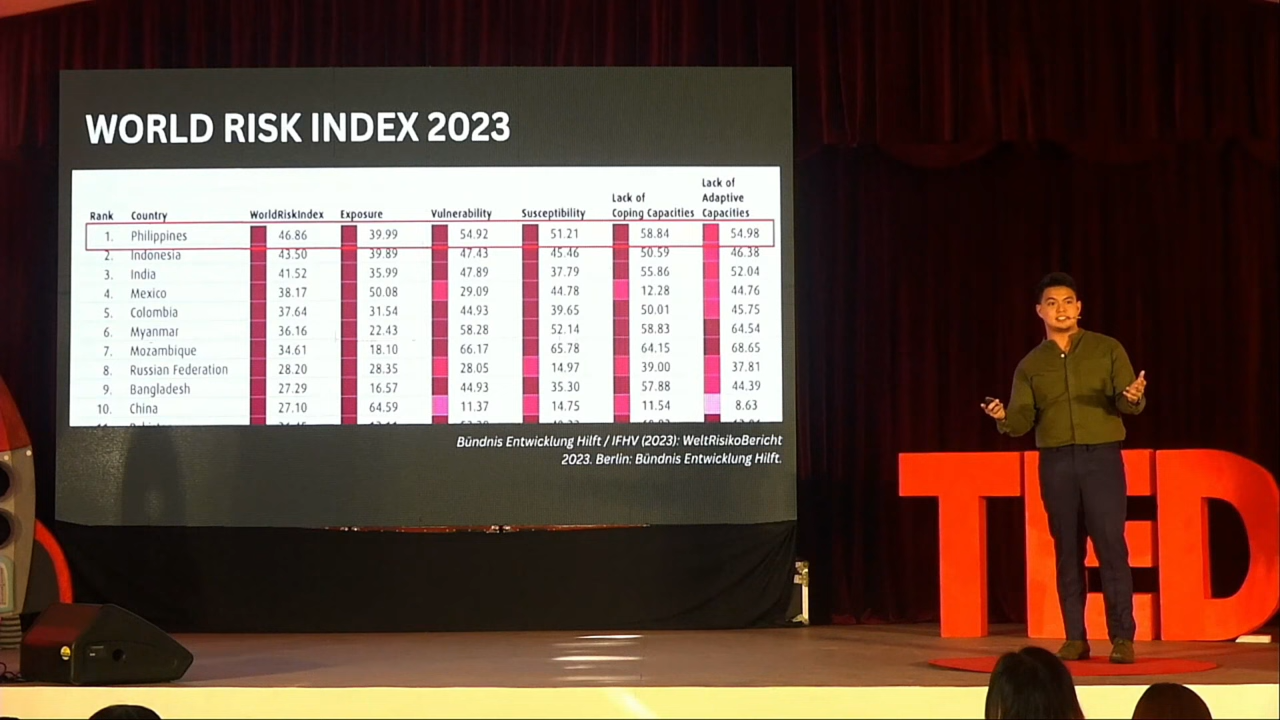 WORLD RISK INDEX 2023
Rank Country WorldRiskIndex Exposure Vulnerability Susceptibility Lack of Coping Capacities Lack of Adaptive Capacities
1. Philippines 46.86 39.99 54.92 51.21 58.84 54.98
2. Indonesia 43.50 39.89 47.43 45.46 50.59 46.38
3. India 41.52 35.99 47.89 37.79 55.86 52.04
4. Mexico 38.17 50.08 29.09 44.78 12.28 44.76
5. Colombia 37.64 31.54 44.93 39.65 50.01 45.75
6. Myanmar 36.16 22.43 58.28 52.14 58.83 64.54
7. Mozambique 34.61 18.10 66.17 65.78 64.15 68.65
8. Russian Federation 28.20 28.35 28.05 14.97 39.00 37.81
9. Bangladesh 27.29 16.57 44.93 35.30 57.88 44.39
10. China 27.10 64.59 11.37 14.75 11.54 8.63
Bündnis Entwicklung Hilft / IFHV (2023): WeltRisikoBericht
2023. Berlin: Bündnis Entwicklung Hilft.
TED